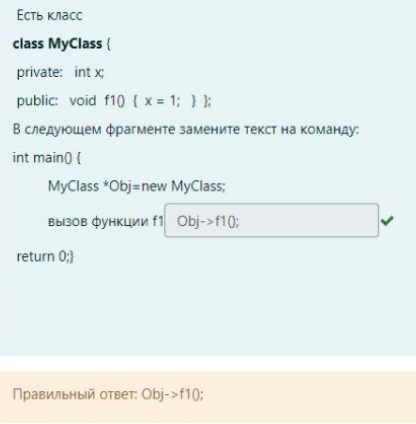 Есть класс
class MyClass {
private: int x;
public: void f1() { x = 1; } };
В следующем фрагменте замените текст на команду:
int main() {
MyClass *Obj=new MyClass;
вызов функции f1 Obj->f1();
return 0;}
Правильный ответ: Obj->f1();